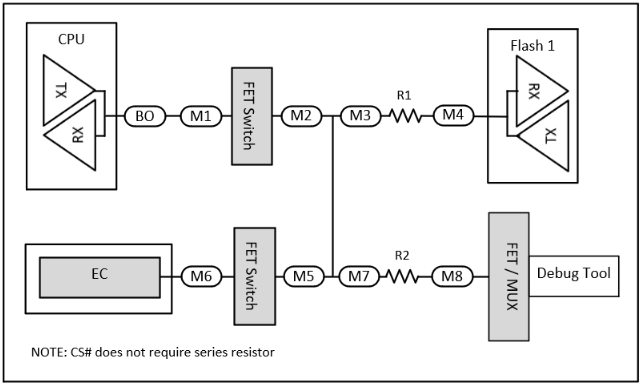 CPU
TX
RX
BO
M1
FET Switch
M2
M3
R1
M4
Flash 1
RX
TX
EC
M6
FET Switch
M5
M7
R2
M8
FET / MUX
Debug Tool
NOTE: CS# does not require series resistor